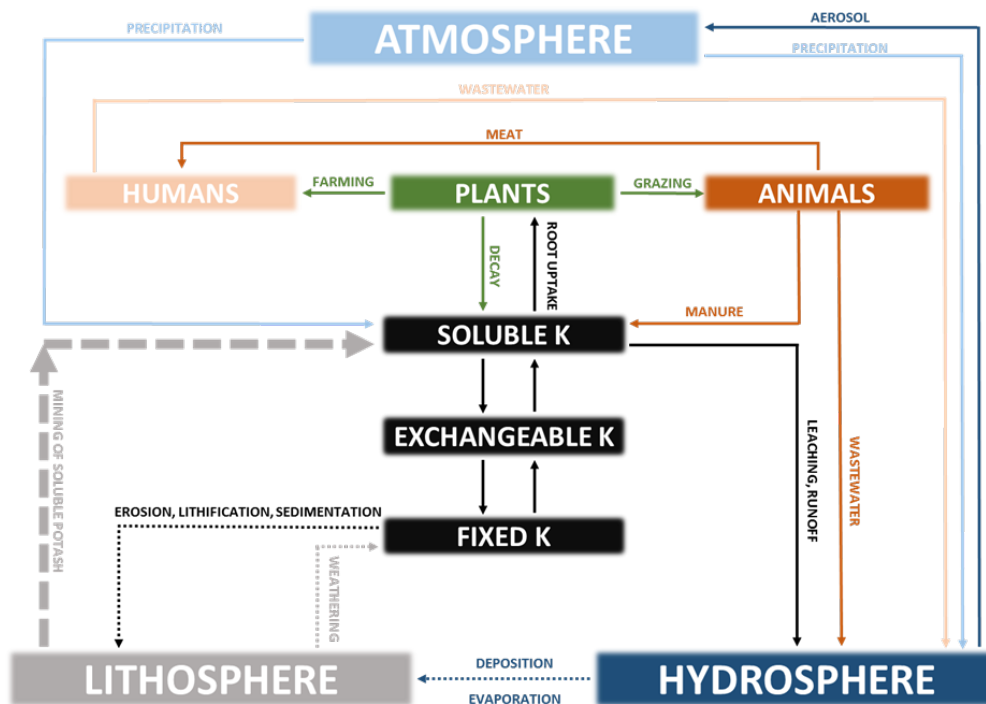 AEROSOL
PRECIPITATION
ATMOSPHERE
PRECIPITATION
WASTEWATER
MEAT
HUMANS
FARMING
PLANTS
GRAZING
ANIMALS
DECAY
ROOT UPTAKE
MANURE
SOLUBLE K
MINING OF SOLUBLE POTASH
EXCHANGEABLE K
LEACHING, RUNOFF
WASTEWATER
EROSION, LITHIFICATION, SEDIMENTATION
FIXED K
WEATHERING
LITHOSPHERE
DEPOSITION
EVAPORATION
HYDROSPHERE